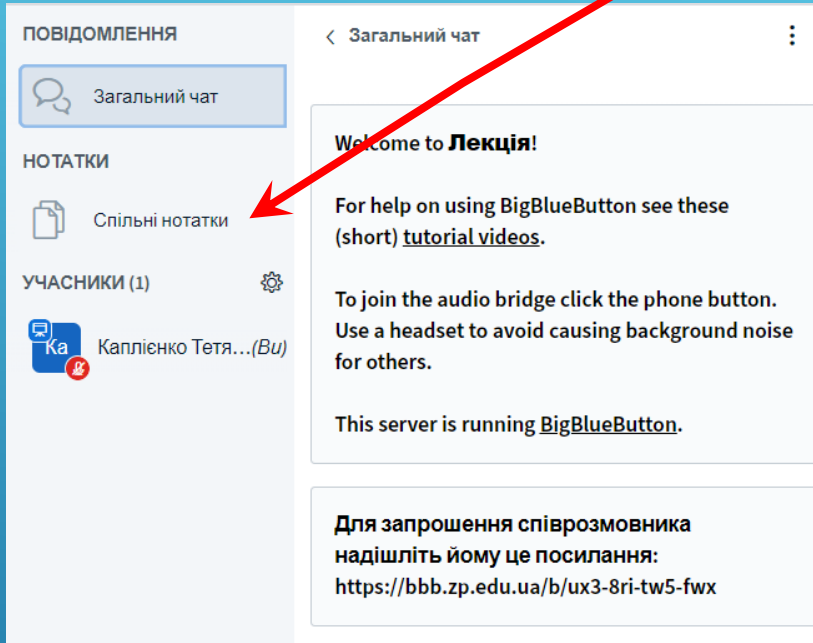 ПОВІДОМЛЕННЯ
Загальний чат
НОТАТКИ
Спільні нотатки
УЧАСНИКИ (1)
Ка
Каплієнко Тетя...(Ви)
Загальний чат
Welcome to Лекція!
For help on using BigBlueButton see these
(short) tutorial videos.
To join the audio bridge click the phone button.
Use a headset to avoid causing background noise
for others.
This server is running BigBlueButton.
Для запрошення співрозмовника
надішліть йому це посилання:
https://bbb.zp.edu.ua/b/ux3-8ri-tw5-fwx